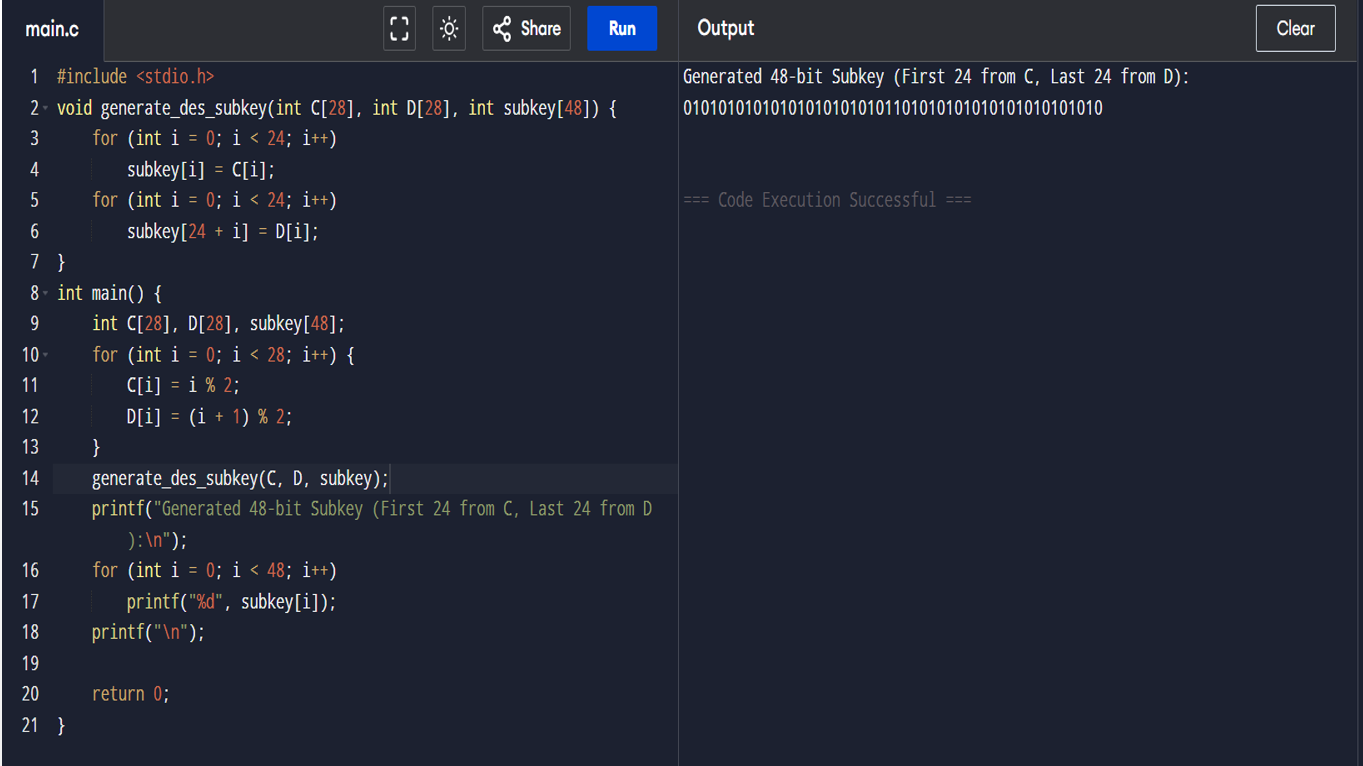 main.c
Share
Run
Output
Clear
1 #include <stdio.h>
2 void generate_des_subkey(int C[28], int D[28], int subkey[48]) {
3     for (int i = 0; i < 24; i++)
4         subkey[i] = C[i];
5     for (int i = 0; i < 24; i++)
6         subkey[24 + i] = D[i];
7 }
8 int main() {
9     int C[28], D[28], subkey[48];
10     for (int i = 0; i < 28; i++) {
11         C[i] = i % 2;
12         D[i] = (i + 1) % 2;
13     }
14     generate_des_subkey(C, D, subkey);
15     printf("Generated 48-bit Subkey (First 24 from C, Last 24 from D
):\n");
16     for (int i = 0; i < 48; i++)
17         printf("%d", subkey[i]);
18     printf("\n");
19
20     return 0;
21 }
Generated 48-bit Subkey (First 24 from C, Last 24 from D):
010101010101010101010101101010101010101010101010
=== Code Execution Successful ===